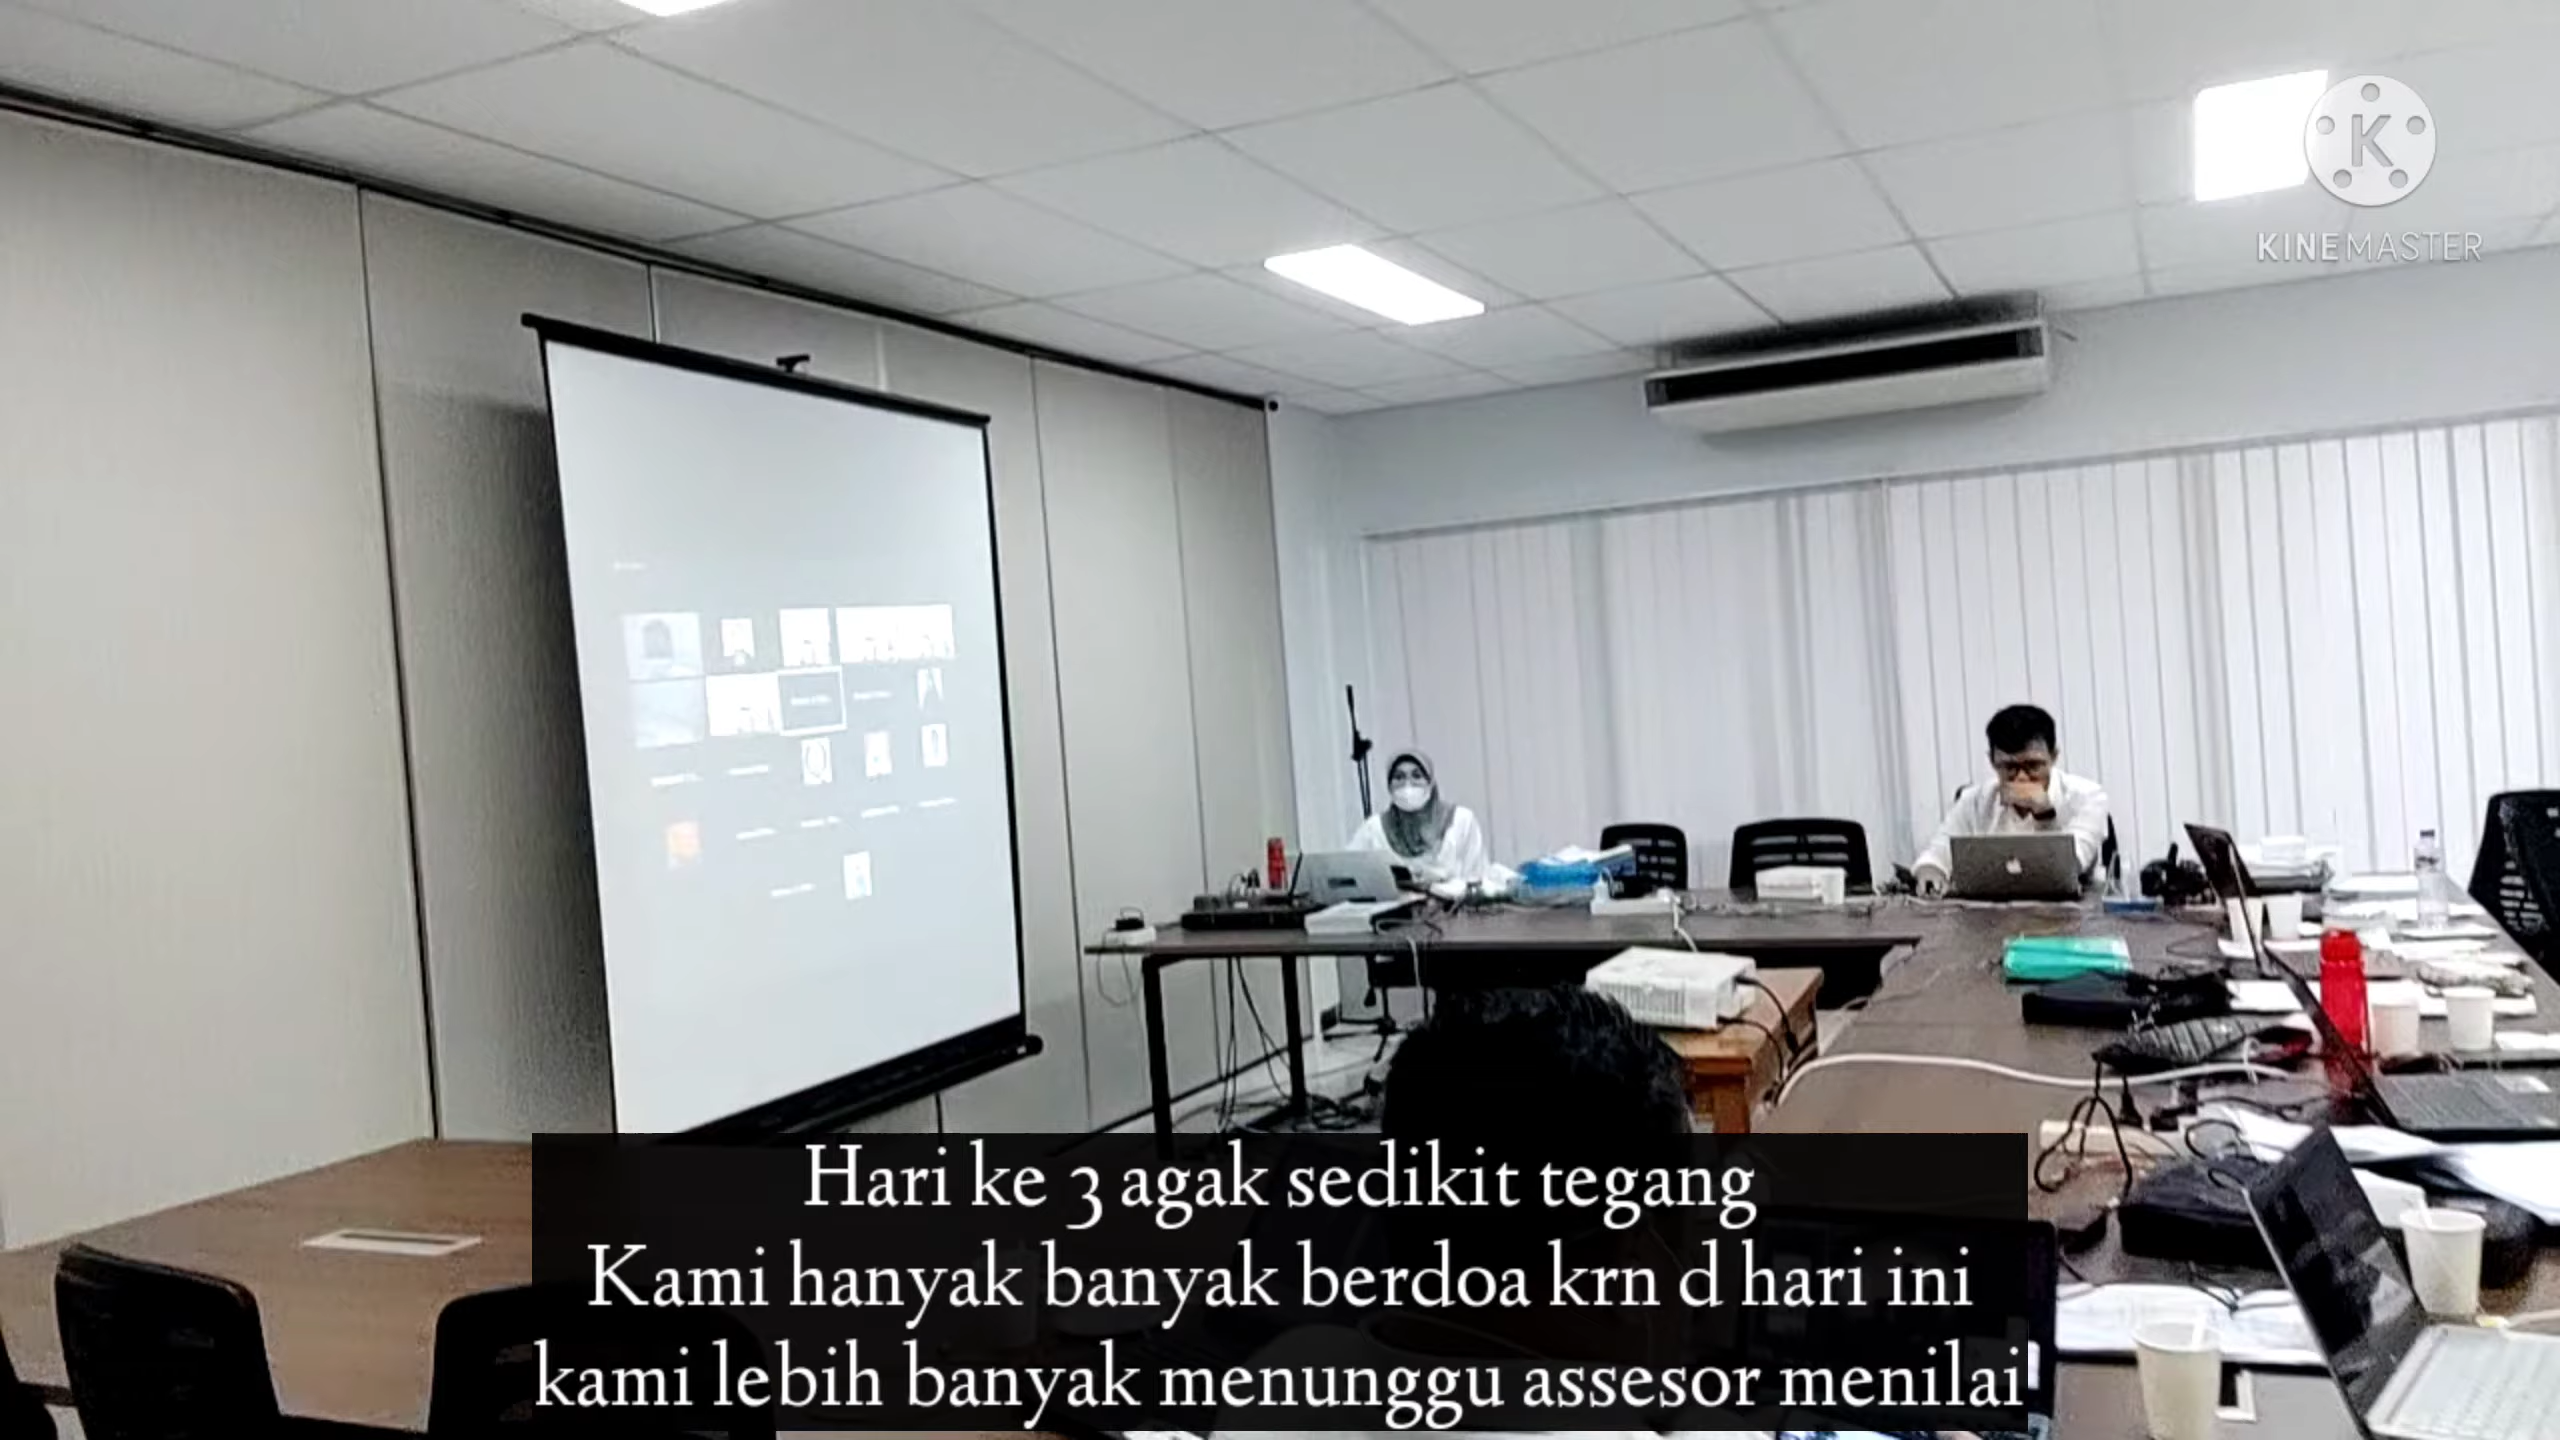 K
KINEMASTER
Hari ke 3 agak sedikit tegang
Kami hanyak banyak berdoa krn d hari ini
kami lebih banyak menunggu assesor menilai